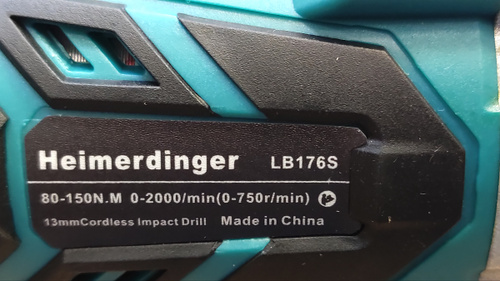 Heimerdinger LB176S
80-150N.M 0-2000/min(0-750r/min)
13mmCordless Impact Drill Made in China